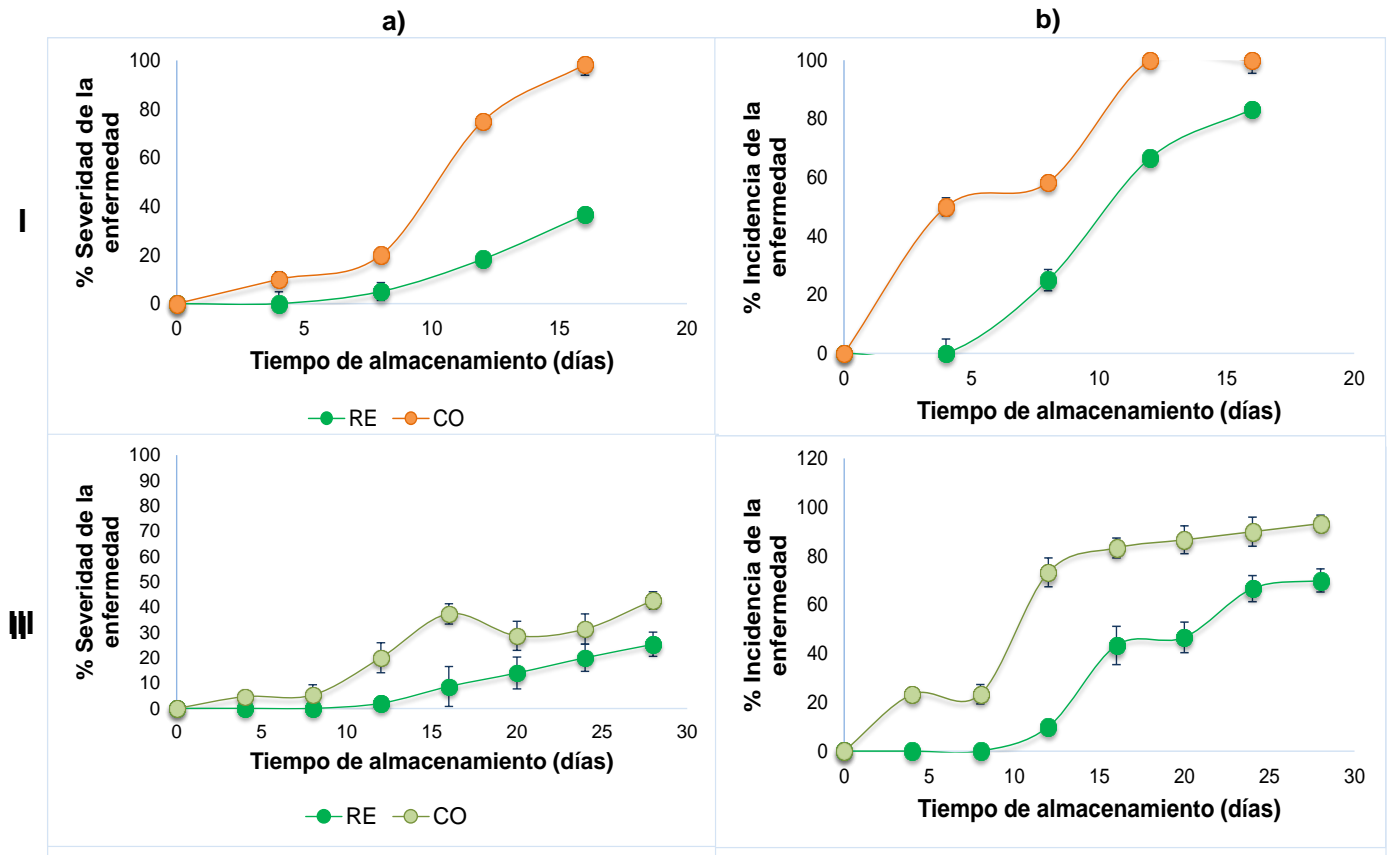 a)
b)
I
% Severidad de la
enfermedad
100
80
60
40
20
0
0 5 10 15 20
Tiempo de almacenamiento (días)
RE CO
% Incidencia de la
enfermedad
100
80
60
40
20
0
0 5 10 15 20
Tiempo de almacenamiento (días)
% Severidad de la
enfermedad
100
90
80
70
60
50
40
30
20
10
0
0 5 10 15 20 25 30
Tiempo de almacenamiento (días)
RE CO
% Incidencia de la
enfermedad
120
100
80
60
40
20
0
0 5 10 15 20 25 30
Tiempo de almacenamiento (días)